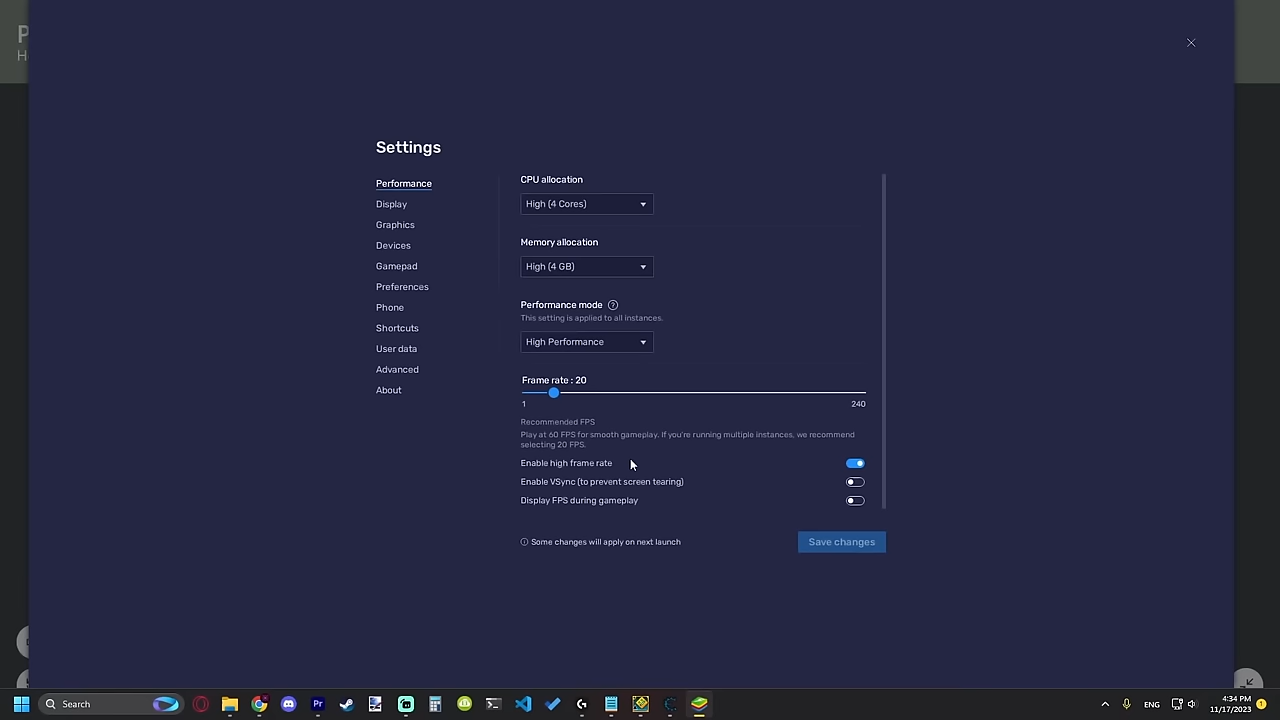 P
H
Settings
Performance
Display
Graphics
Devices
Gamepad
Preferences
Phone
Shortcuts
User data
Advanced
About
CPU allocation
High (4 Cores)
Memory allocation
High (4 GB)
Performance mode
This setting is applied to all instances.
High Performance
Frame rate : 20
1 240
Recommended FPS
Play at 60 FPS for smooth gameplay. If you're running multiple instances, we recommend
selecting 20 FPS.
Enable high frame rate
Enable VSync (to prevent screen tearing)
Display FPS during gameplay
Some changes will apply on next launch
Save changes
Search
Pr
ENG
4:34 PM
11/17/2023
1